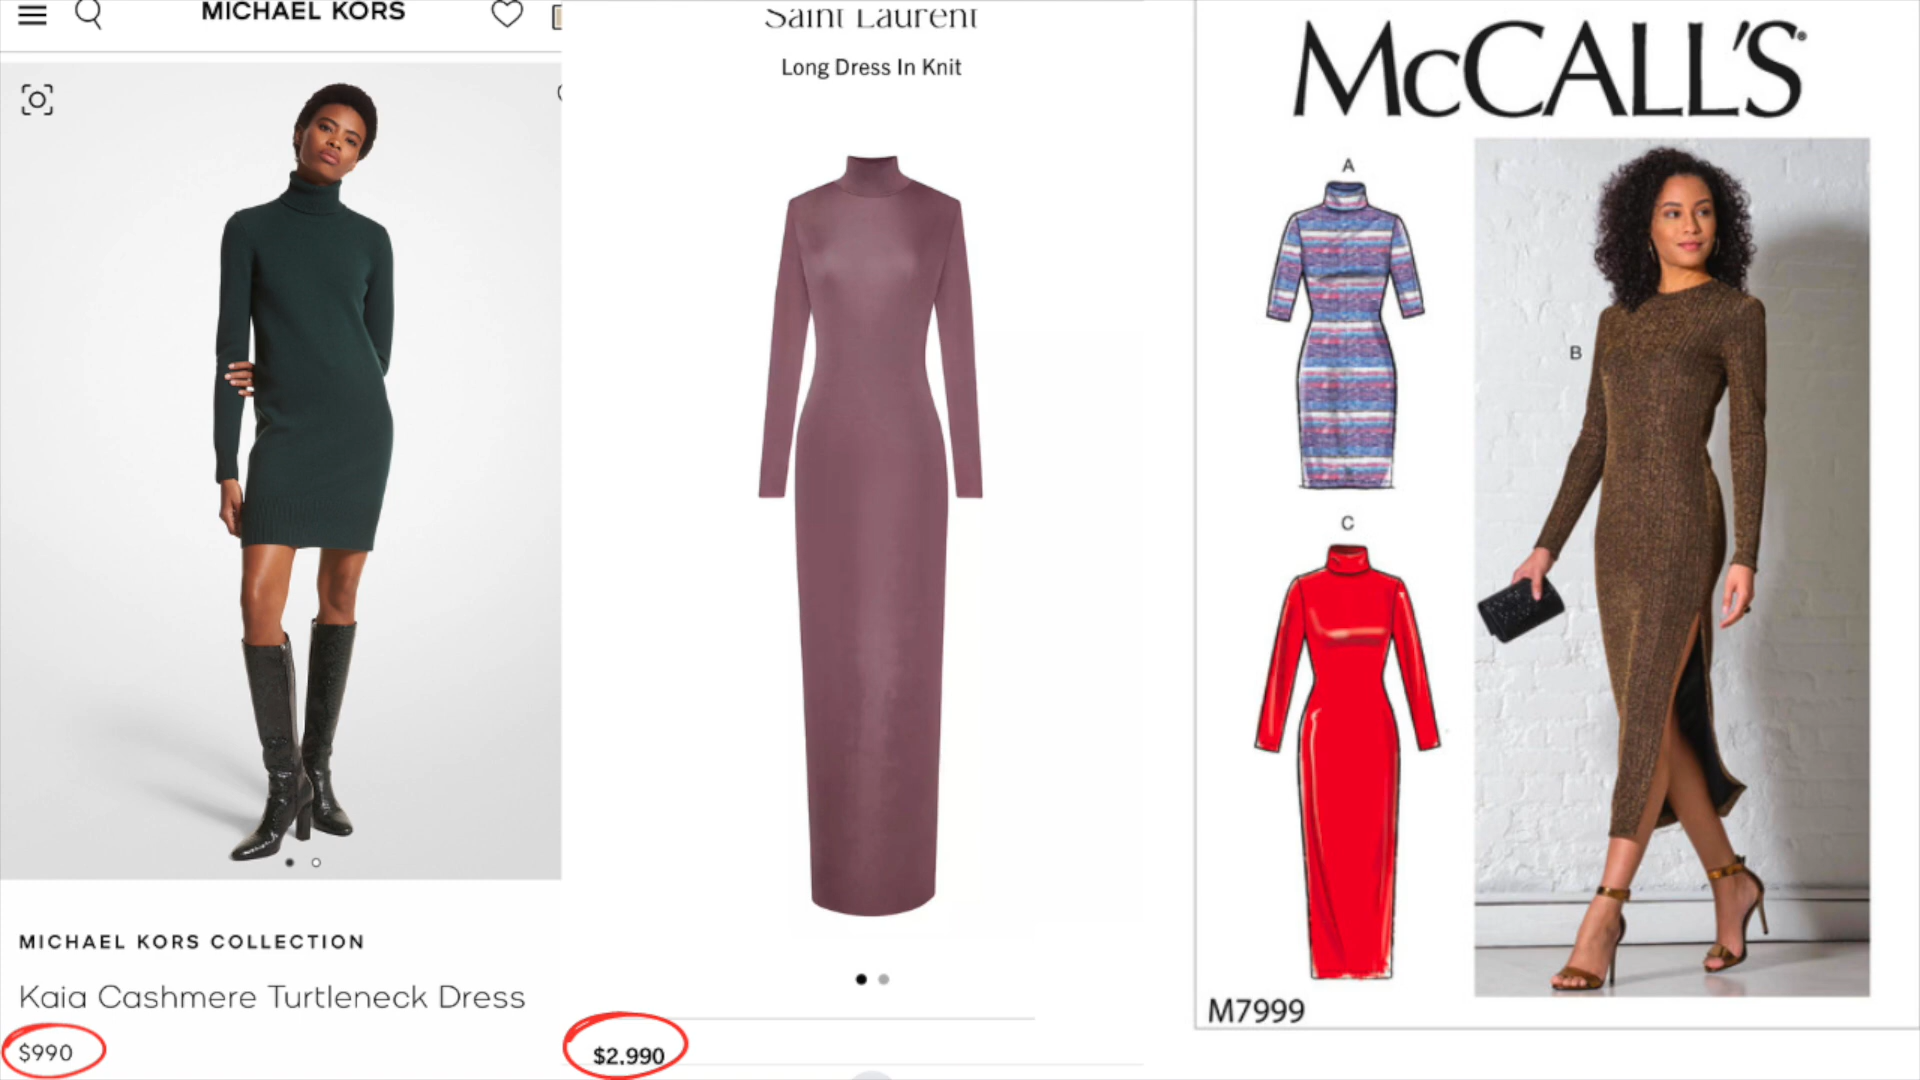 MICHAEL KORS
MICHAEL KORS COLLECTION
Kaia Cashmere Turtleneck Dress
$990
Saint Laurent
Long Dress In Knit
$2.990
McCALL'S®
A
B
C
M7999